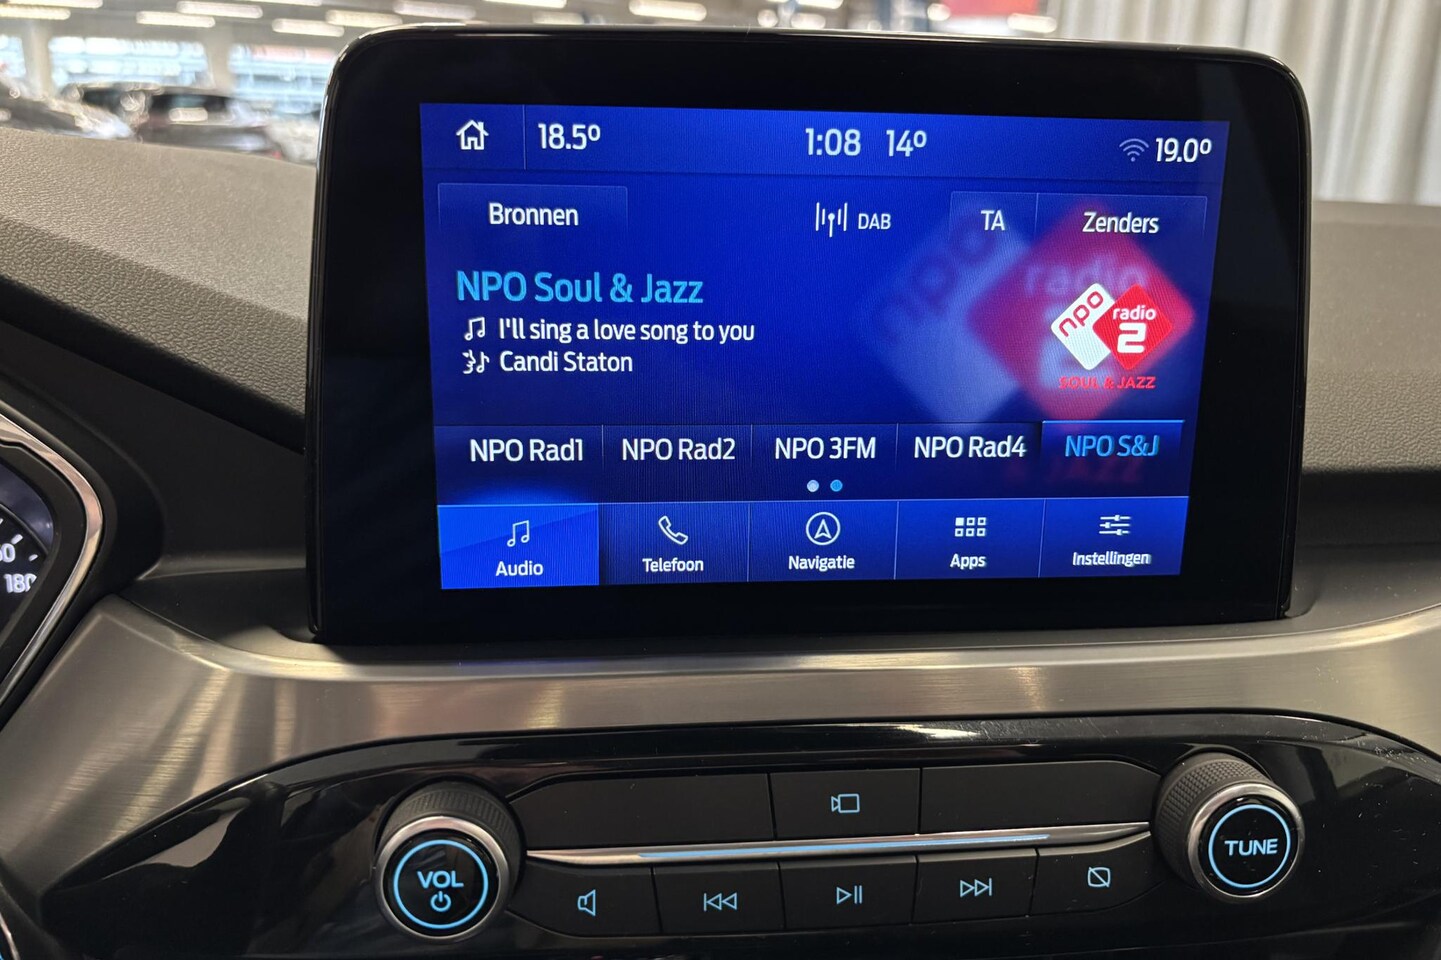 18.5º
1:08 14º
19.0º
Bronnen
DAB
TA
Zenders
NPO Soul & Jazz
I'll sing a love song to you
Candi Staton
npo radio 2
SOUL & JAZZ
NPO Rad1
NPO Rad2
NPO 3FM
NPO Rad4
NPO S&J
Audio
Telefoon
Navigatie
Apps
Instellingen
180
VOL
TUNE